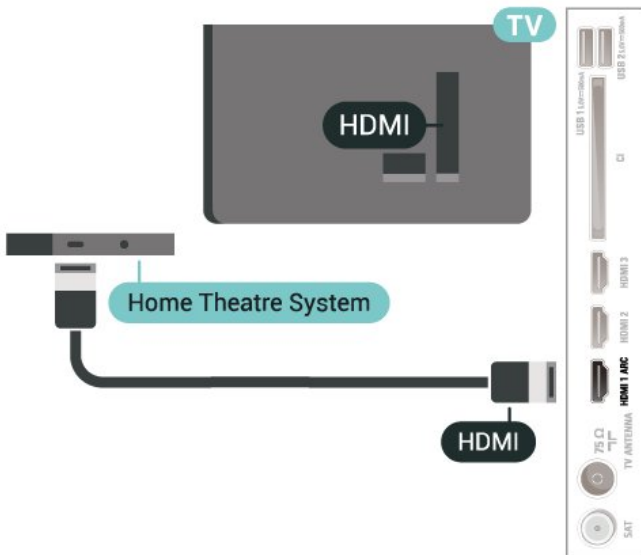 TV
HDMI
Home Theatre System
HDMI
USB 2
USB 1
CI
HDMI 3
HDMI 2
HDMI 1 ARC
75 Ω
TV ANTENNA
SAT